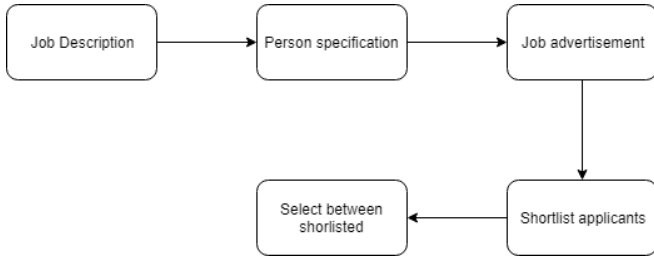 Job Description
Person specification
Job advertisement
Shortlist applicants
Select between
shorlisted